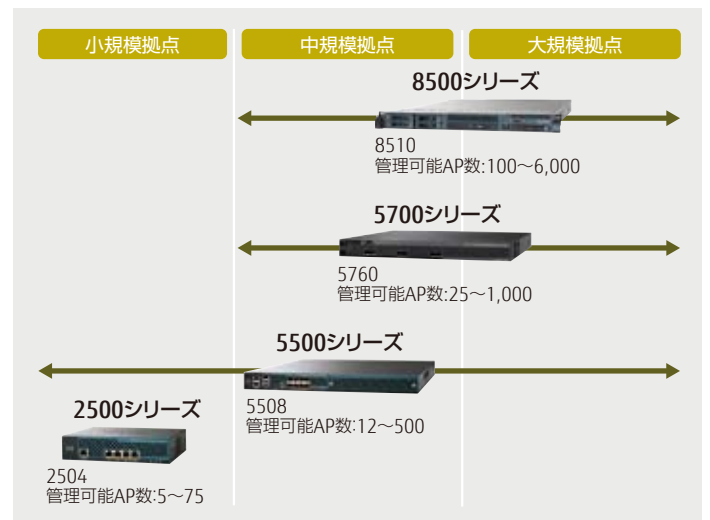 小規模拠点
中規模拠点
大規模拠点
8500シリーズ
8510
管理可能AP数:100〜6,000
5700シリーズ
5760
管理可能AP数:25〜1,000
5500シリーズ
5508
管理可能AP数:12〜500
2500シリーズ
2504
管理可能AP数:5〜75